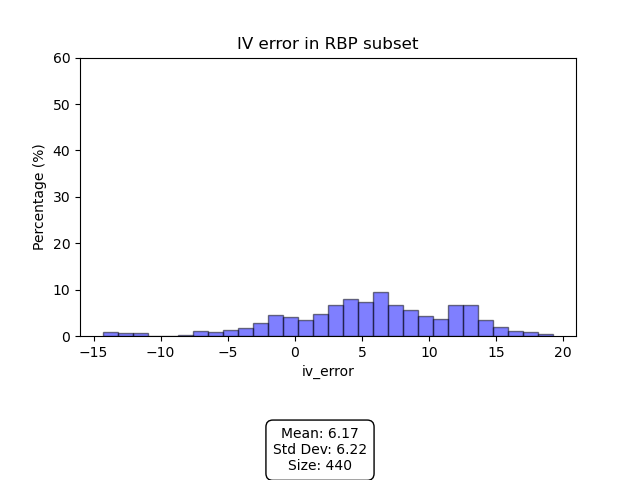 IV error in RBP subset
60
50
40
30
20
10
0
Percentage (%)
−15 −10 −5 0 5 10 15 20
iv_error
Mean: 6.17
Std Dev: 6.22
Size: 440